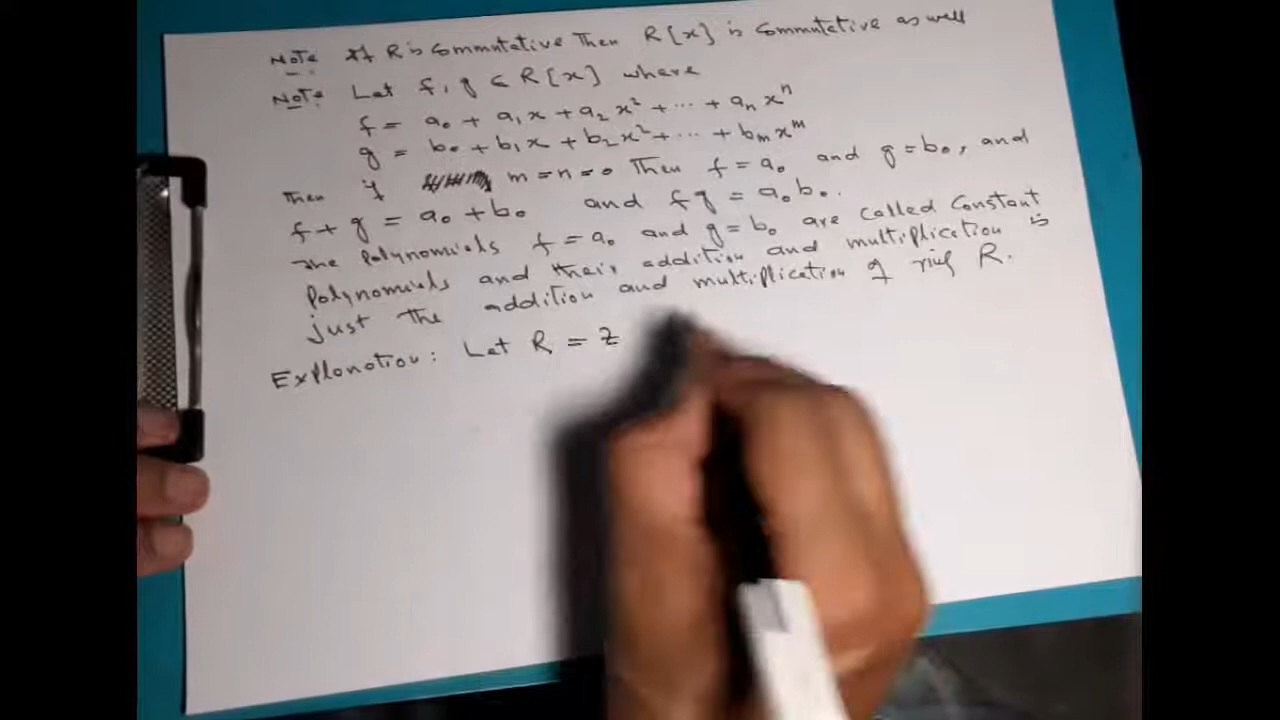 Note: If R is Commutative Then R[x] is Commutative as well
Note: Let f, g ∈ R[x] where
f = a₀ + a₁x + a₂x² + ⋯ + aₙxⁿ
g = b₀ + b₁x + b₂x² + ⋯ + bₘxᵐ
Then if m = n = 0 Then f = a₀ and g = b₀, and
f + g = a₀ + b₀ and fg = a₀b₀.
The Polynomials f = a₀ and g = b₀ are called Constant
Polynomials and their addition and multiplication is
just the addition and multiplication of ring R.
Explanation: Let R = Z